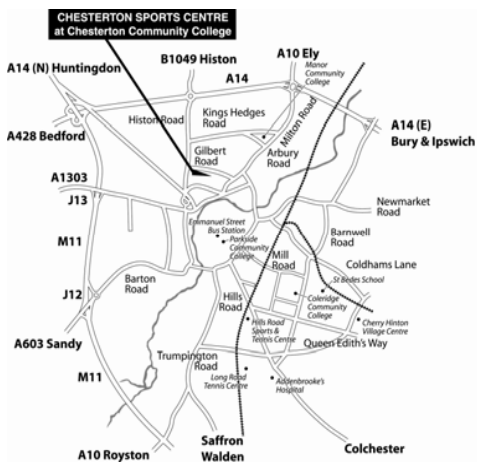 CHESTERTON SPORTS CENTRE
at Chesterton Community College
A14 (N) Huntingdon
B1049 Histon
A10 Ely
Manor
Community
College
A14
A428 Bedford
Histon Road
Kings Hedges
Road
Milton Road
A14 (E)
Bury & Ipswich
Gilbert
Road
Arbury
Road
A1303
J13
Newmarket
Road
Emmanuel Street
Bus Station
Parkside
Community
College
Barnwell
Road
M11
Mill
Road
Coldhams Lane
Barton
Road
St Bedes School
J12
Hills
Road
Coleridge
Community
College
Hills Road
Sports &
Tennis Centre
Cherry Hinton
Village Centre
A603 Sandy
Queen Edith's Way
Trumpington
Road
M11
Long Road
Tennis Centre
Addenbrooke's
Hospital
A10 Royston
Saffron
Walden
Colchester